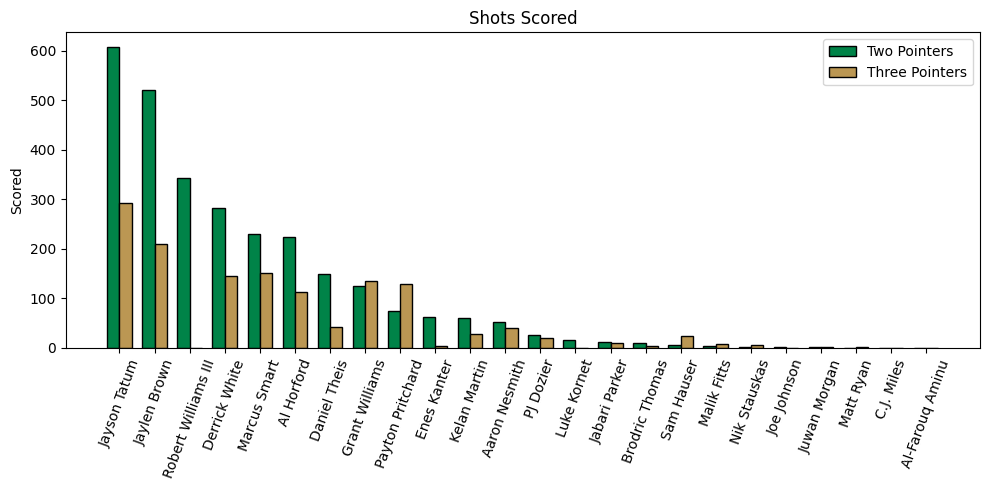 Shots Scored
Two Pointers
Three Pointers
Scored
600
500
400
300
200
100
0
Jayson Tatum
Jaylen Brown
Robert Williams III
Derrick White
Marcus Smart
Al Horford
Daniel Theis
Grant Williams
Payton Pritchard
Enes Kanter
Kelan Martin
Aaron Nesmith
PJ Dozier
Luke Kornet
Jabari Parker
Brodric Thomas
Sam Hauser
Malik Fitts
Nik Stauskas
Joe Johnson
Juwan Morgan
Matt Ryan
C.J. Miles
Al-Farouq Aminu